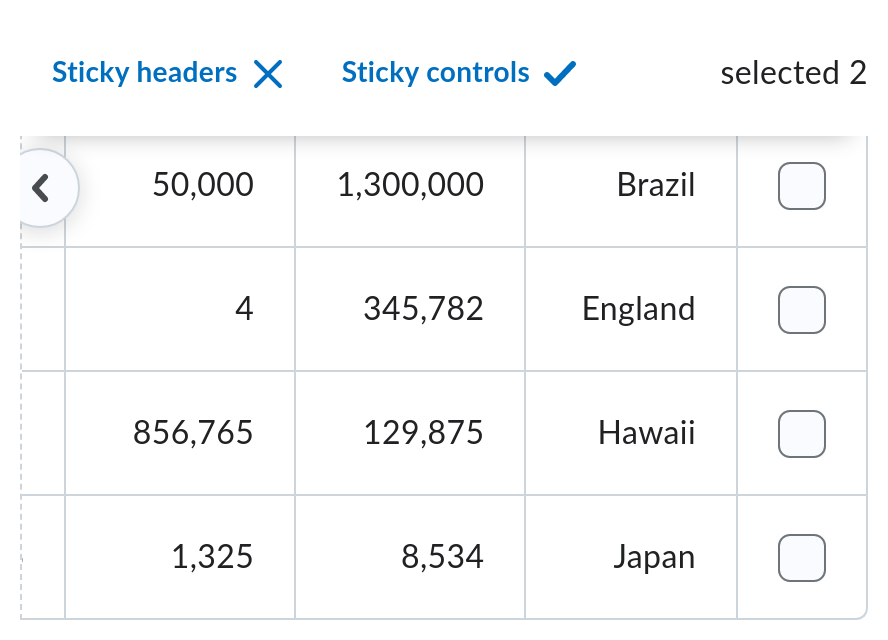 Sticky headers Sticky controls selected 2
50,000 1,300,000 Brazil
4 345,782 England
856,765 129,875 Hawaii
1,325 8,534 Japan